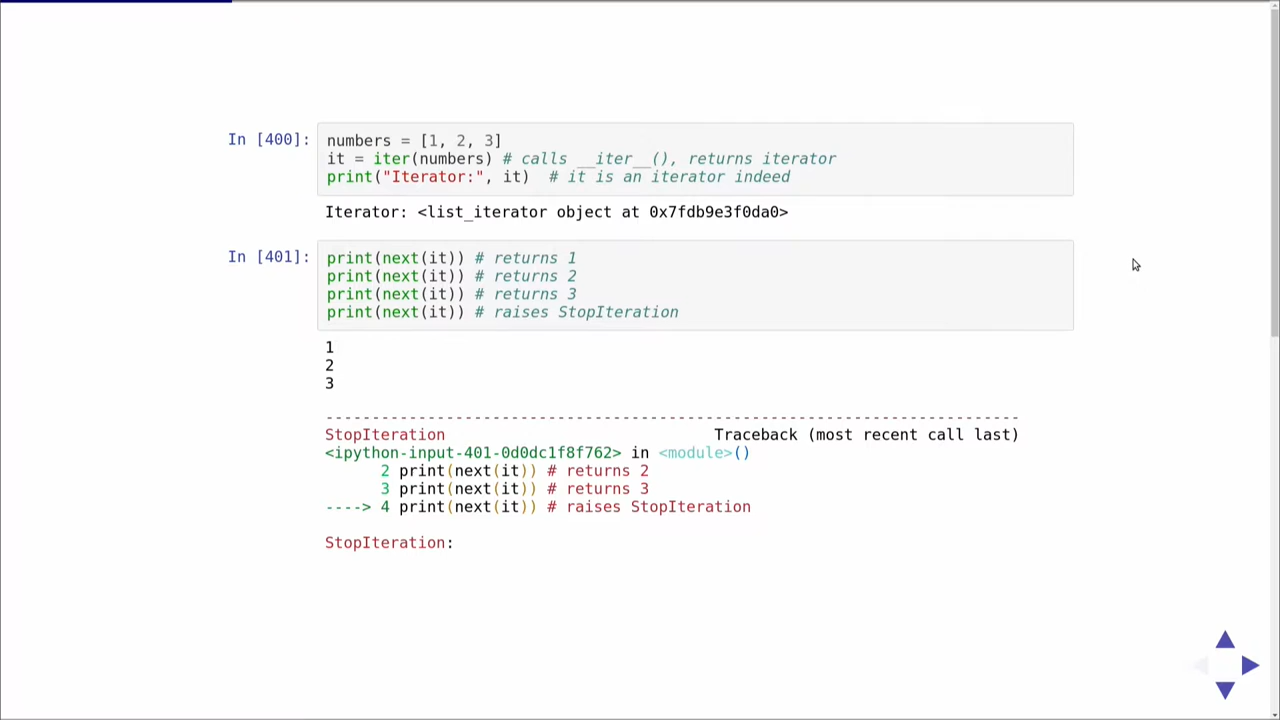 In [400]:
numbers = [1, 2, 3]
it = iter(numbers) # calls __iter__(), returns iterator
print("Iterator:", it)  # it is an iterator indeed
Iterator: <list_iterator object at 0x7fdb9e3f0da0>
In [401]:
print(next(it)) # returns 1
print(next(it)) # returns 2
print(next(it)) # returns 3
print(next(it)) # raises StopIteration
1
2
3
---------------------------------------------------------------------------
StopIteration                             Traceback (most recent call last)
<ipython-input-401-0d0dc1f8f762> in <module>()
      2 print(next(it)) # returns 2
      3 print(next(it)) # returns 3
----> 4 print(next(it)) # raises StopIteration
StopIteration: